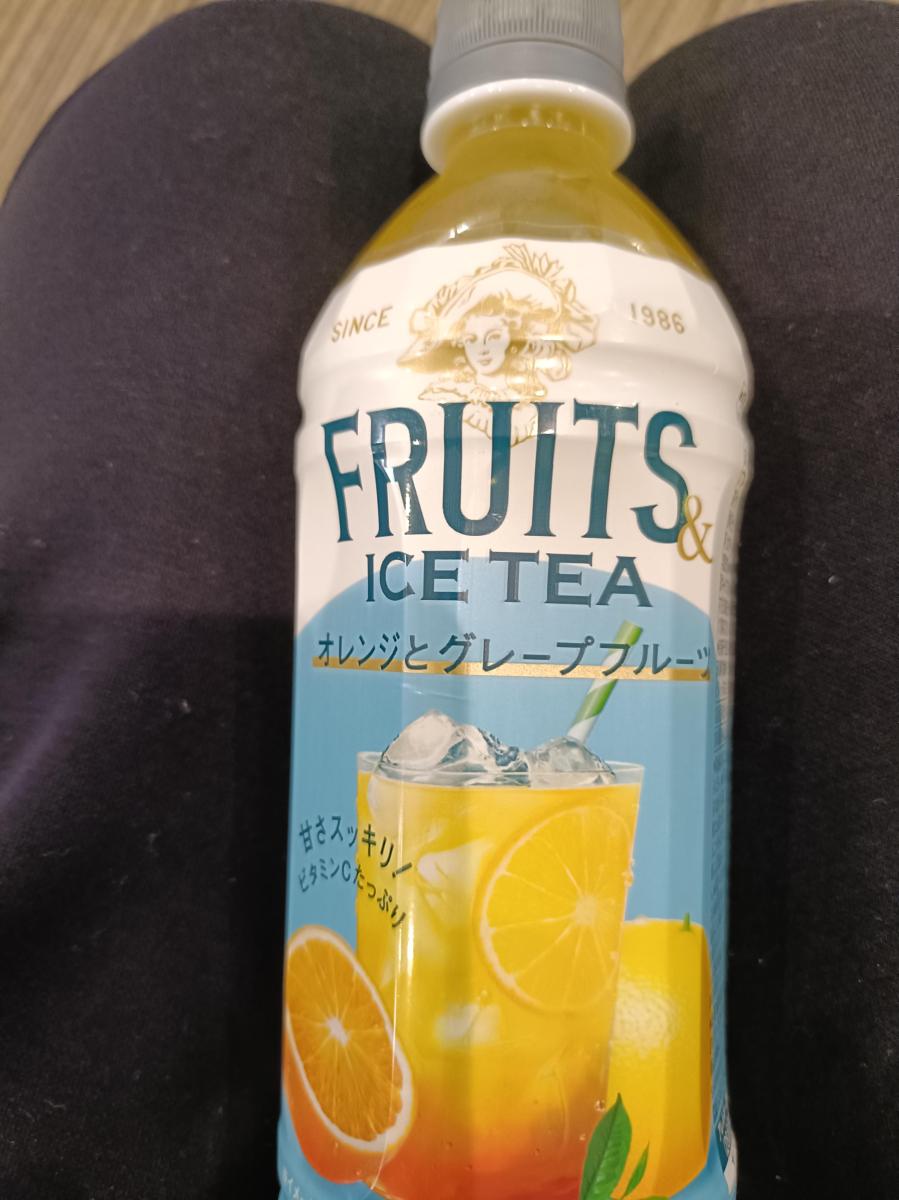 SINCE 1986
FRUITS
&
ICE TEA
オレンジとグレープフルーツ
甘さスッキリ!
ビタミンCたっぷり